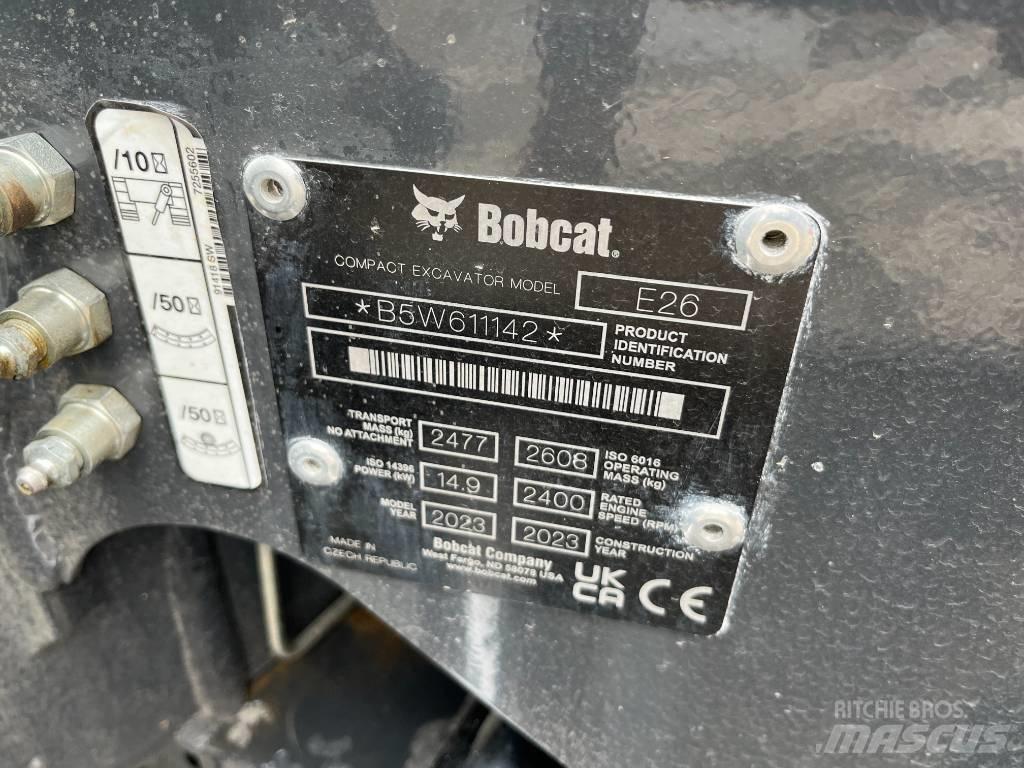 /10
7255602
91418 SW
/50
/50
Bobcat®
COMPACT EXCAVATOR MODEL E26
*B5W611142* PRODUCT
IDENTIFICATION
NUMBER
TRANSPORT
MASS (kg)
NO ATTACHMENT 2477
2608 ISO 6016
OPERATING
MASS (kg)
ISO 14396
POWER (kW) 14.9
2400 RATED
ENGINE
SPEED (RPM)
MODEL
YEAR 2023
2023 CONSTRUCTION
YEAR
MADE IN
CZECH REPUBLIC
Bobcat Company
West Fargo, ND 58078 USA
www.bobcat.com
UK
CA CE
RITCHIE BROS.
MASCUS